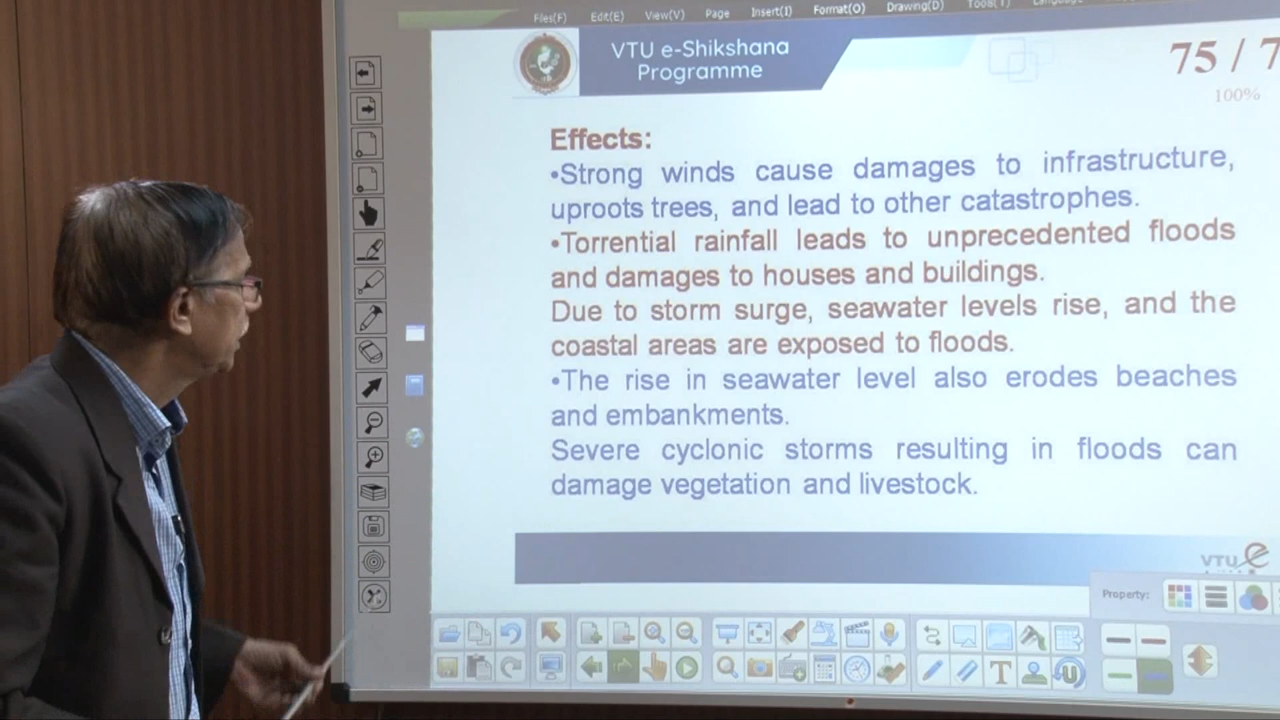 Files(F) Edit(E) View(V) Page Insert(I) Format(O) Drawing(D) Tools(T)
VTU e-Shikshana
Programme
75 / 7
100%
Effects:
•Strong winds cause damages to infrastructure,
uproots trees, and lead to other catastrophes.
•Torrential rainfall leads to unprecedented floods
and damages to houses and buildings.
Due to storm surge, seawater levels rise, and the
coastal areas are exposed to floods.
•The rise in seawater level also erodes beaches
and embankments.
Severe cyclonic storms resulting in floods can
damage vegetation and livestock.
VTU e
Property: